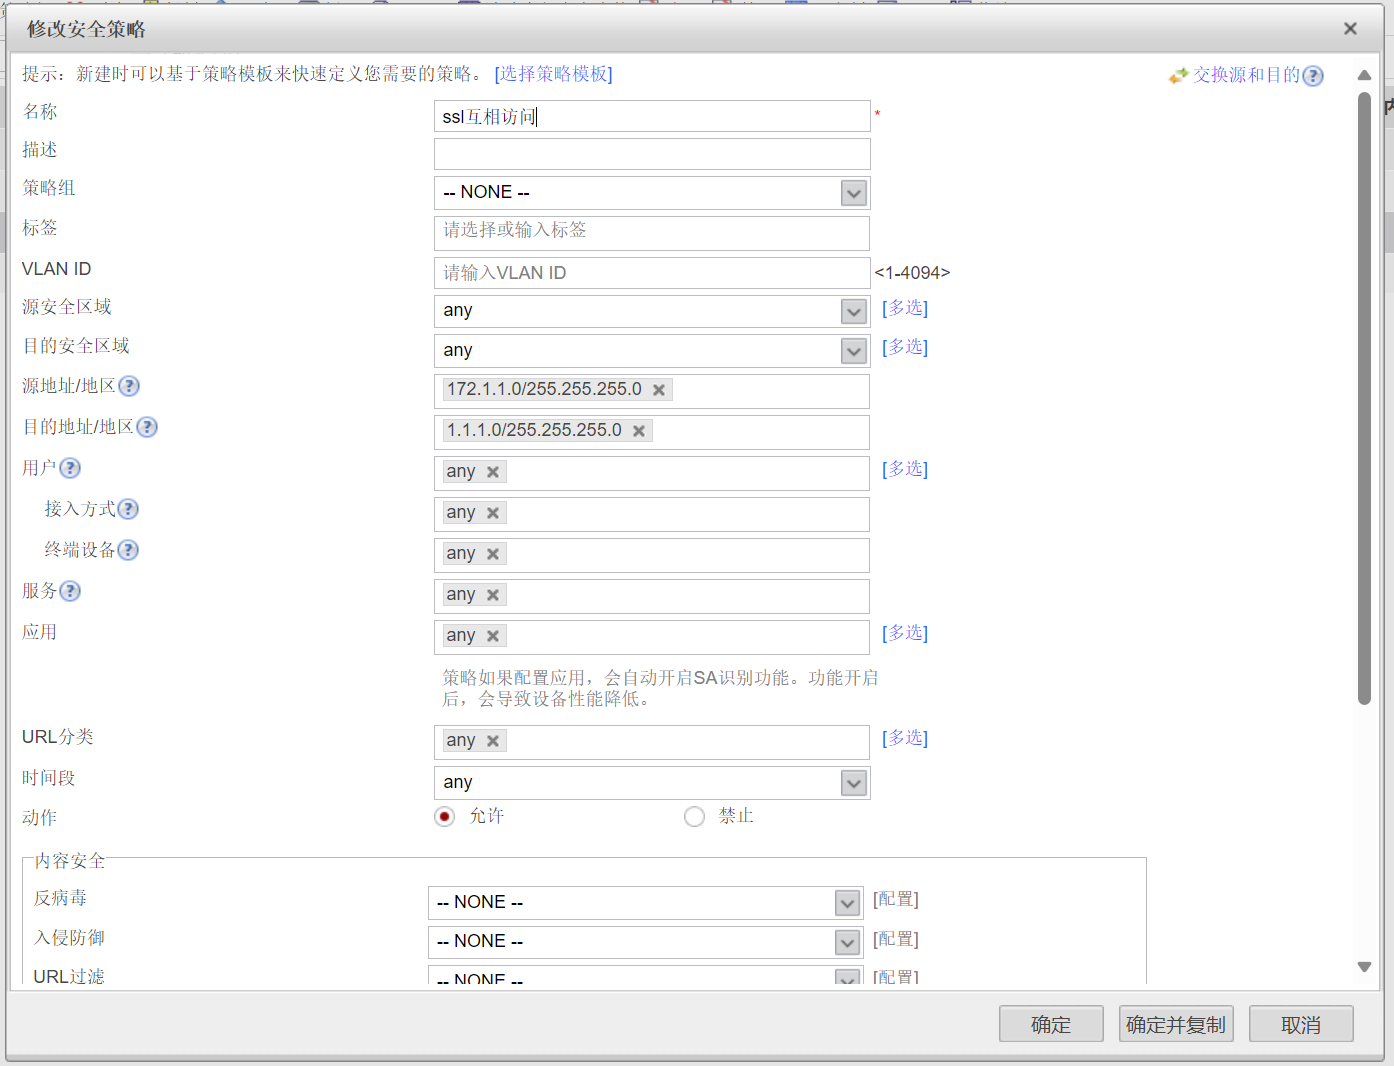 修改安全策略
提示：新建时可以基于策略模板来快速定义您需要的策略。 [选择策略模板]
交换源和目的
名称
ssl互相访问
*
描述
策略组
-- NONE --
标签
请选择或输入标签
VLAN ID
请输入VLAN ID
<1-4094>
源安全区域
any
[多选]
目的安全区域
any
[多选]
源地址/地区
172.1.1.0/255.255.255.0
目的地址/地区
1.1.1.0/255.255.255.0
用户
any
[多选]
接入方式
any
终端设备
any
服务
any
应用
any
[多选]
策略如果配置应用，会自动开启SA识别功能。功能开启
后，会导致设备性能降低。
URL分类
any
[多选]
时间段
any
动作
允许
禁止
内容安全
反病毒
-- NONE --
[配置]
入侵防御
-- NONE --
[配置]
URL过滤
-- NONE --
[配置]
确定
确定并复制
取消